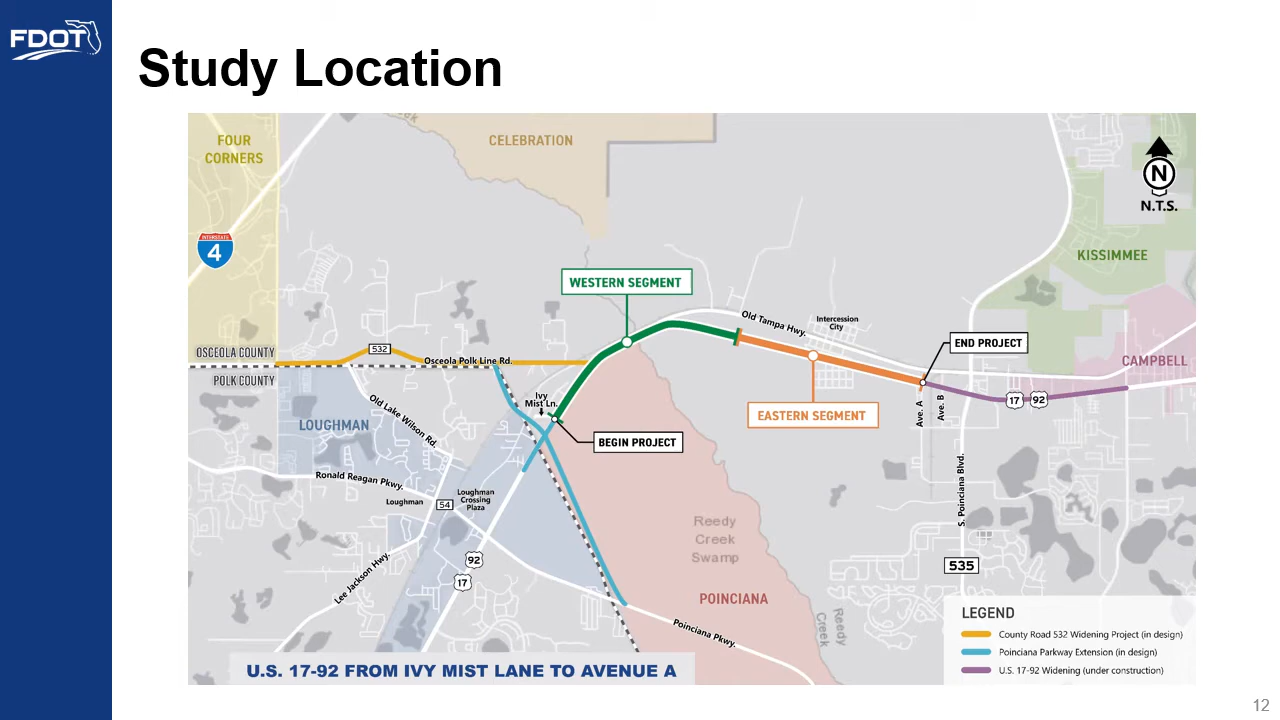 FDOT
Study Location
FOUR
CORNERS
CELEBRATION
N
N.T.S.
INTERSTATE
4
KISSIMMEE
WESTERN SEGMENT
Old Tampa Hwy.
Intercession
City
END PROJECT
OSCEOLA COUNTY
532
Osceola Polk Line Rd.
CAMPBELL
POLK COUNTY
Ivy
Mist Ln.
17
92
Old Lake Wilson Rd.
EASTERN SEGMENT
Ave. A
Ave. B
LOUGHMAN
BEGIN PROJECT
Ronald Reagan Pkwy.
Loughman
54
Loughman
Crossing
Plaza
S. Poinciana Blvd.
Reedy
Creek
Swamp
92
17
Lee Jackson Hwy.
535
POINCIANA
Poinciana Pkwy.
Reedy
Creek
LEGEND
County Road 532 Widening Project (in design)
Poinciana Parkway Extension (in design)
U.S. 17-92 Widening (under construction)
U.S. 17-92 FROM IVY MIST LANE TO AVENUE A
12